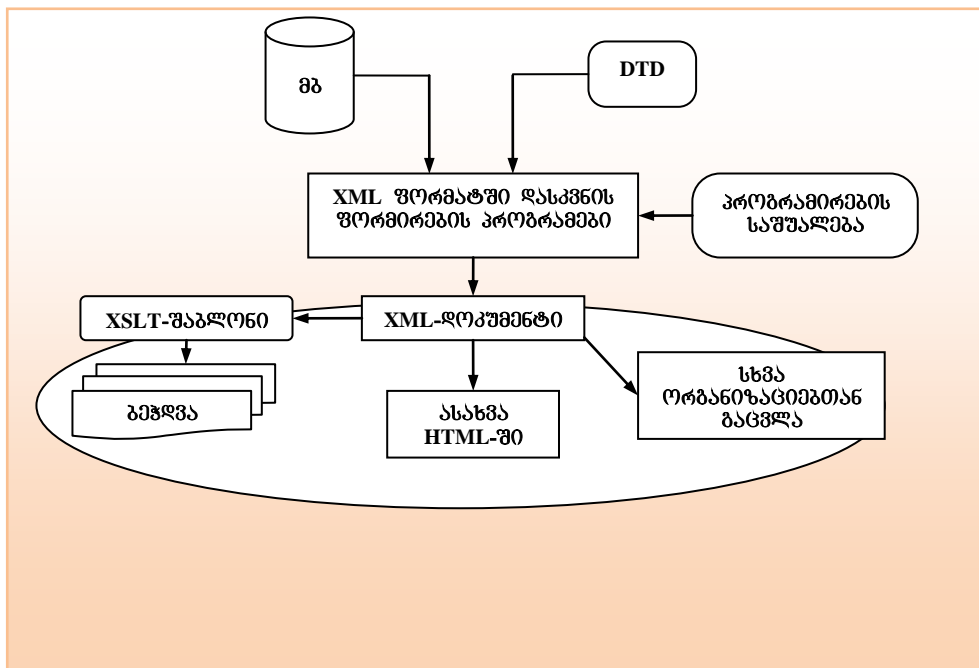 მბ
DTD
XML ფორმატში დასკვნის
ფორმირების პროგრამები
პროგრამირების
საშუალება
XSLT-შაბლონი
XML-დოკუმენტი
ბეჭდვა
ასახვა
HTML-ში
სხვა
ორგანიზაციებთან
გაცვლა